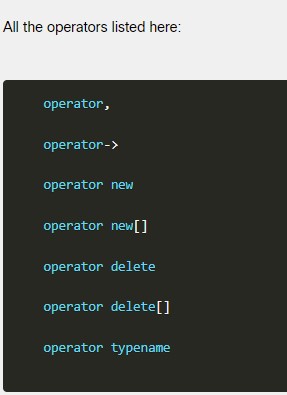 All the operators listed here:
operator,
operator->
operator new
operator new[]
operator delete
operator delete[]
operator typename